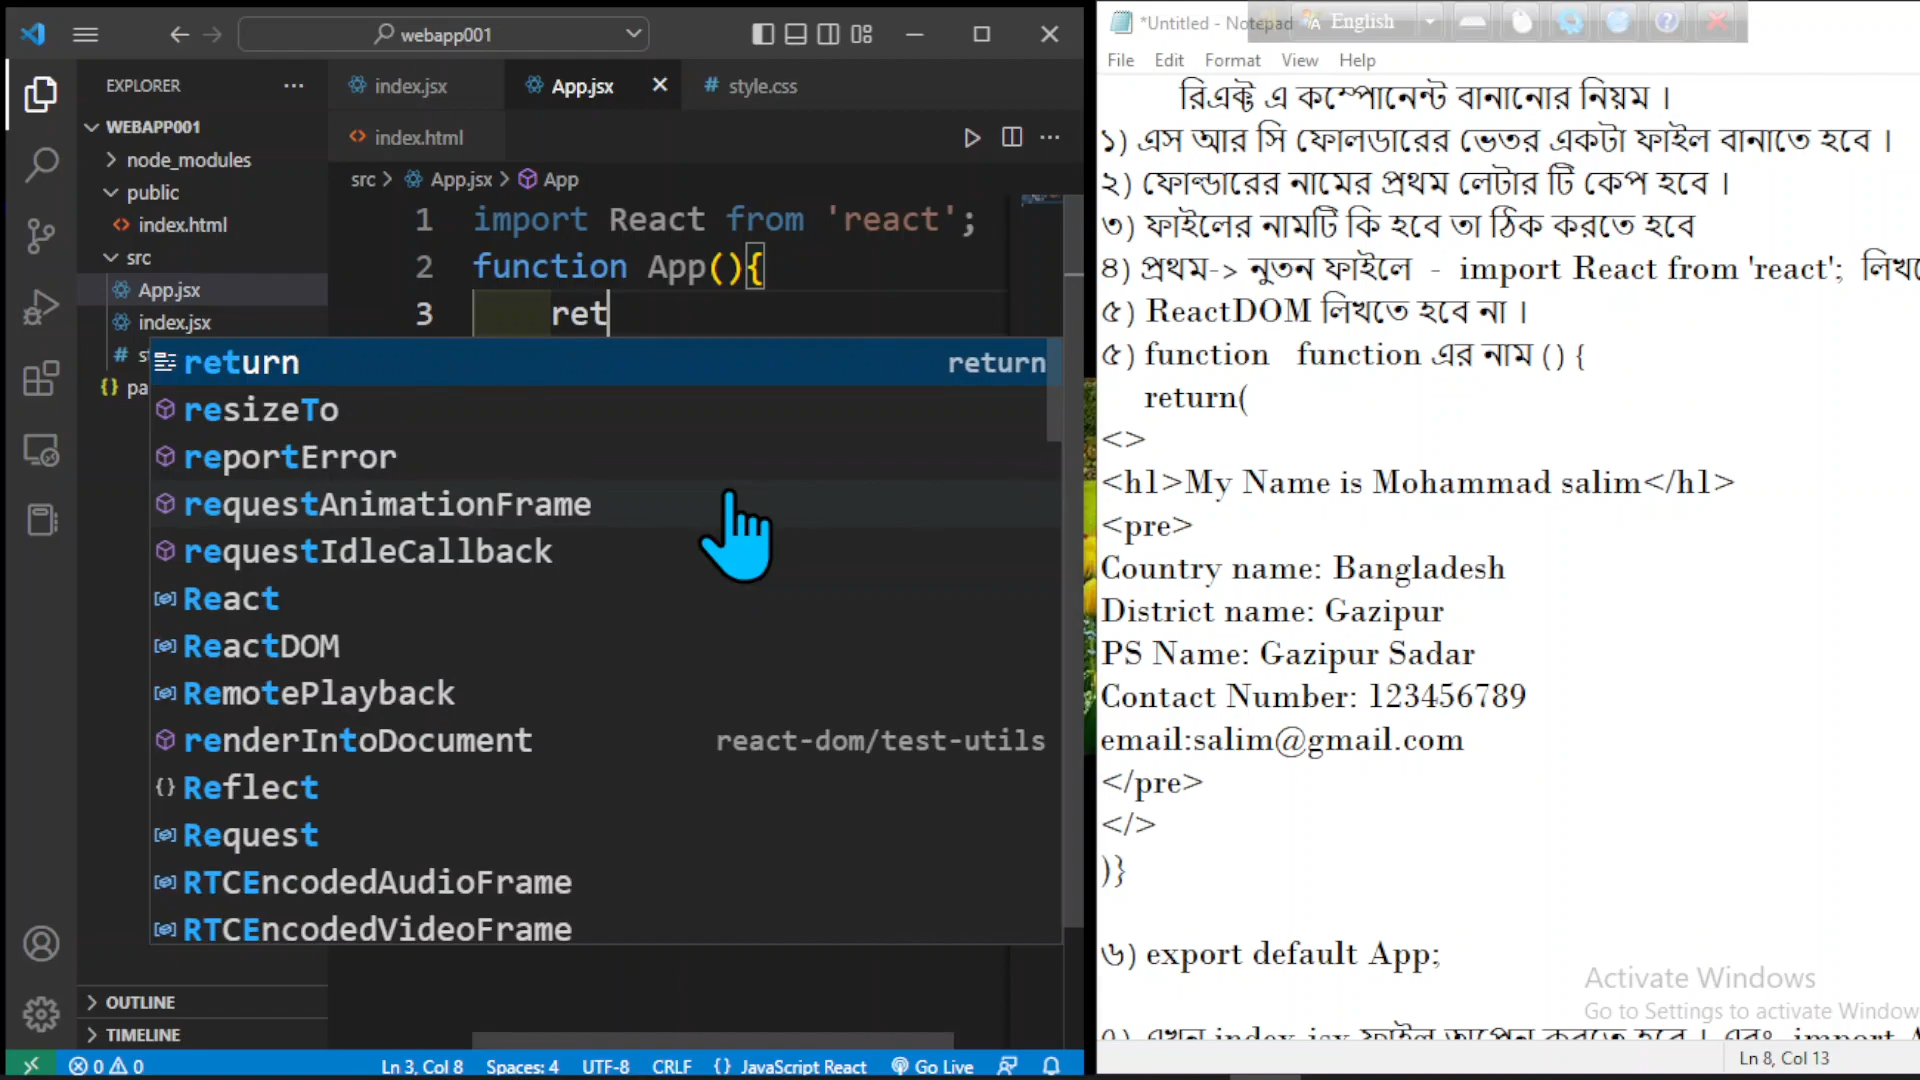 webapp001
EXPLORER
WEBAPP001
node_modules
public
index.html
src
App.jsx
index.jsx
OUTLINE
TIMELINE
index.jsx
App.jsx
# style.css
index.html
src > App.jsx > App
1 import React from 'react';
2 function App(){
3 ret
return return
resizeTo
reportError
requestAnimationFrame
requestIdleCallback
React
ReactDOM
RemotePlayback
renderIntoDocument react-dom/test-utils
Reflect
Request
RTCEncodedAudioFrame
RTCEncodedVideoFrame
0 0 Ln 3, Col 8 Spaces: 4 UTF-8 CRLF {} JavaScript React Go Live
*Untitled - Notepad
English
File Edit Format View Help
রিএক্ট এ কম্পোনেন্ট বানানোর নিয়ম ।
১) এস আর সি ফোলডারের ভেতর একটা ফাইল বানাতে হবে ।
২) ফোল্ডারের নামের প্রথম লেটার টি কেপ হবে ।
৩) ফাইলের নামটি কি হবে তা ঠিক করতে হবে
৪) প্রথম-> নুতন ফাইলে - import React from 'react';
৫) ReactDOM লিখতে হবে না ।
৫) function function এর নাম () {
return(
<>
<h1>My Name is Mohammad salim</h1>
<pre>
Country name: Bangladesh
District name: Gazipur
PS Name: Gazipur Sadar
Contact Number: 123456789
email:salim@gmail.com
</pre>
</>
)}
৬) export default App;
Activate Windows
Go to Settings to activate Window
Ln 8, Col 13